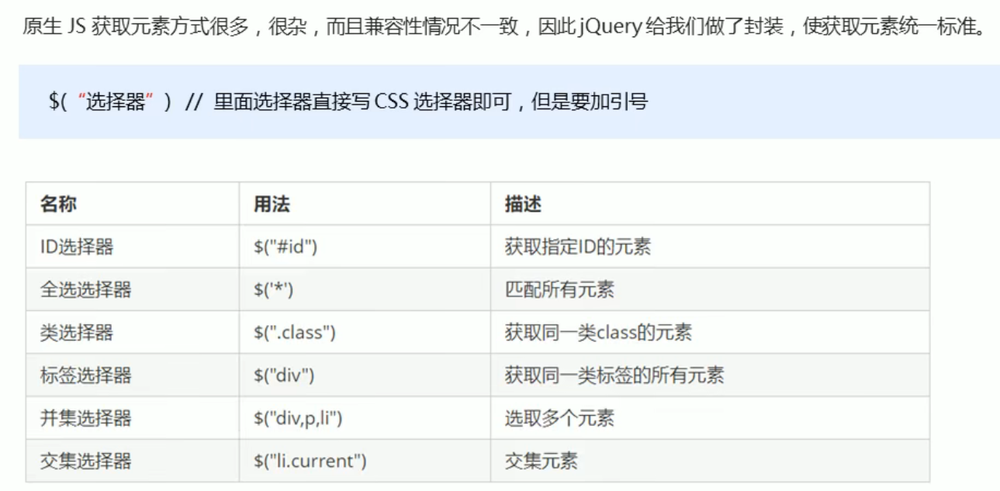 原生 JS 获取元素方式很多，很杂，而且兼容性情况不一致，因此jQuery 给我们做了封装，使获取元素统一标准。
$(“选择器”) // 里面选择器直接写 CSS 选择器即可，但是要加引号
名称 用法 描述
ID选择器 $("#id") 获取指定ID的元素
全选选择器 $('*') 匹配所有元素
类选择器 $(".class") 获取同一类class的元素
标签选择器 $("div") 获取同一类标签的所有元素
并集选择器 $("div,p,li") 选取多个元素
交集选择器 $("li.current") 交集元素